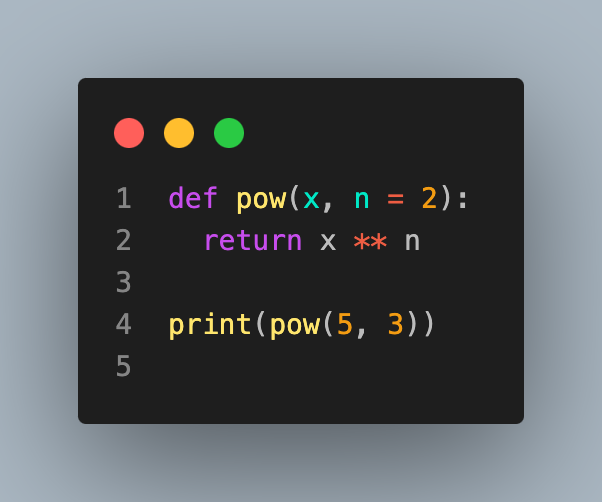 1 def pow(x, n = 2):
2   return x ** n
3
4 print(pow(5, 3))
5